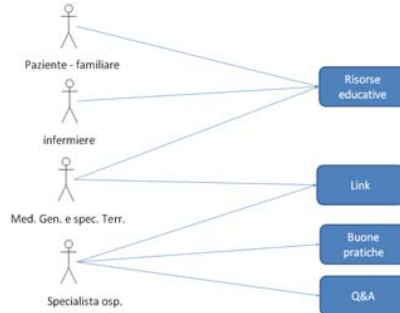 Paziente - familiare
Risorse
educative
infermiere
Link
Med. Gen. e spec. Terr.
Buone
pratiche
Specialista osp.
Q&A